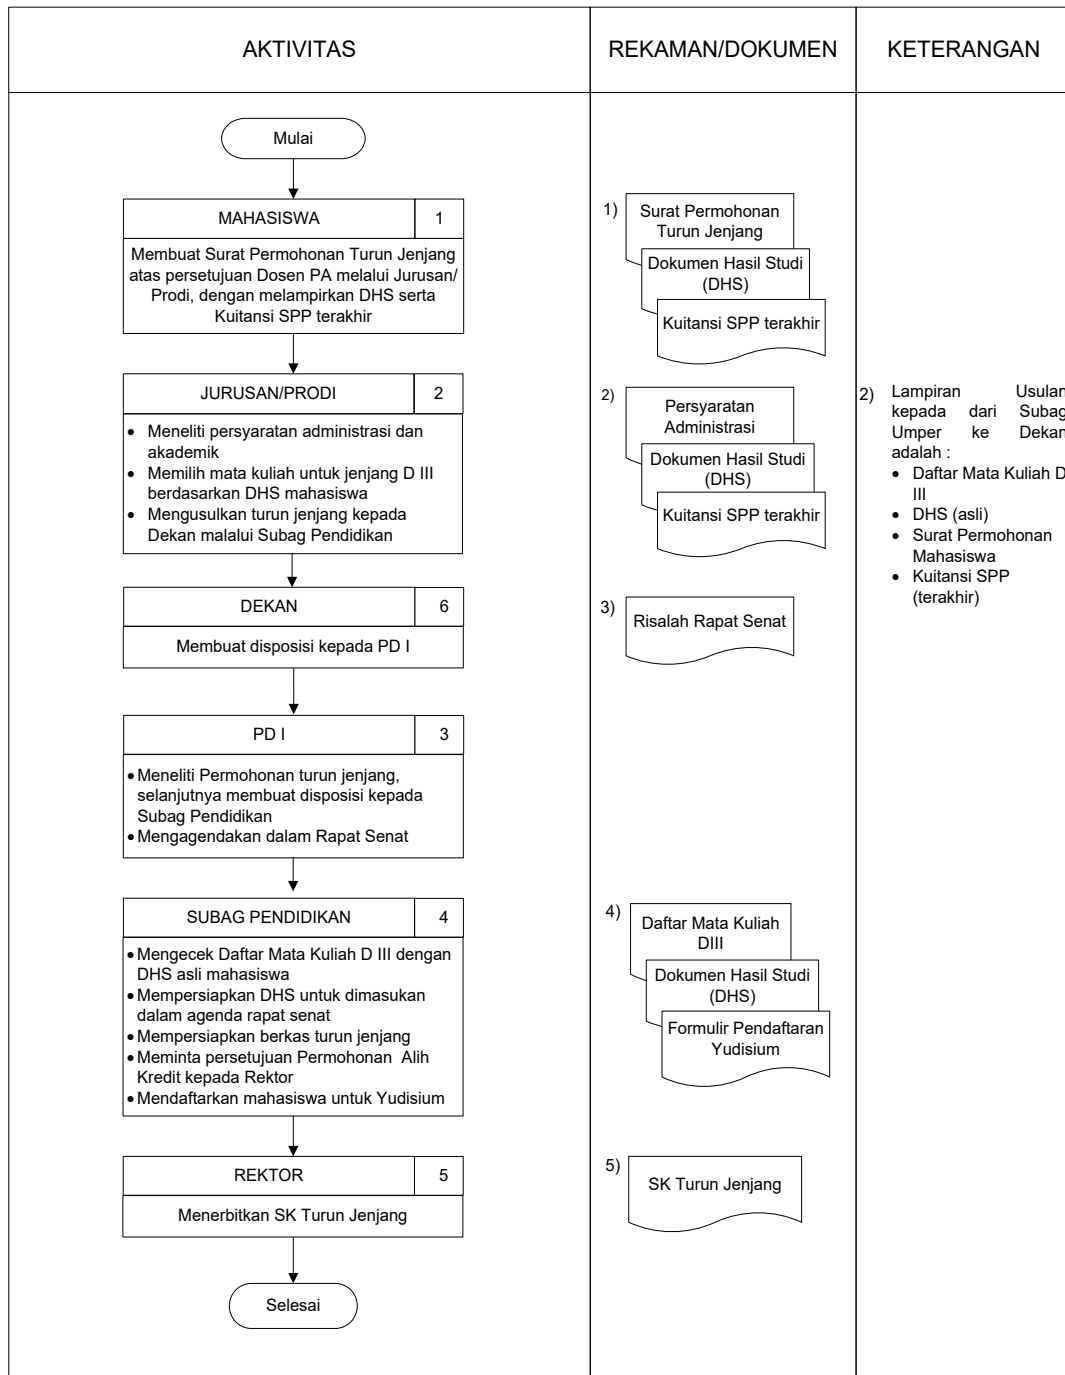 AKTIVITAS
REKAMAN/DOKUMEN
KETERANGAN
Mulai
MAHASISWA
1
Membuat Surat Permohonan Turun Jenjang
atas persetujuan Dosen PA melalui Jurusan/
Prodi, dengan melampirkan DHS serta
Kuitansi SPP terakhir
1)
Surat Permohonan
Turun Jenjang
Dokumen Hasil Studi
(DHS)
Kuitansi SPP terakhir
JURUSAN/PRODI
2
• Meneliti persyaratan administrasi dan
akademik
• Memilih mata kuliah untuk jenjang D III
berdasarkan DHS mahasiswa
• Mengusulkan turun jenjang kepada
Dekan malalui Subag Pendidikan
2)
Persyaratan
Administrasi
Dokumen Hasil Studi
(DHS)
Kuitansi SPP terakhir
2) Lampiran Usulan
kepada dari Subag
Umper ke Dekan
adalah :
• Daftar Mata Kuliah D
III
• DHS (asli)
• Surat Permohonan
Mahasiswa
• Kuitansi SPP
(terakhir)
DEKAN
6
Membuat disposisi kepada PD I
3)
Risalah Rapat Senat
PD I
3
• Meneliti Permohonan turun jenjang,
selanjutnya membuat disposisi kepada
Subag Pendidikan
• Mengagendakan dalam Rapat Senat
SUBAG PENDIDIKAN
4
• Mengecek Daftar Mata Kuliah D III dengan
DHS asli mahasiswa
• Mempersiapkan DHS untuk dimasukan
dalam agenda rapat senat
• Mempersiapkan berkas turun jenjang
• Meminta persetujuan Permohonan Alih
Kredit kepada Rektor
• Mendaftarkan mahasiswa untuk Yudisium
4)
Daftar Mata Kuliah
DIII
Dokumen Hasil Studi
(DHS)
Formulir Pendaftaran
Yudisium
REKTOR
5
Menerbitkan SK Turun Jenjang
5)
SK Turun Jenjang
Selesai